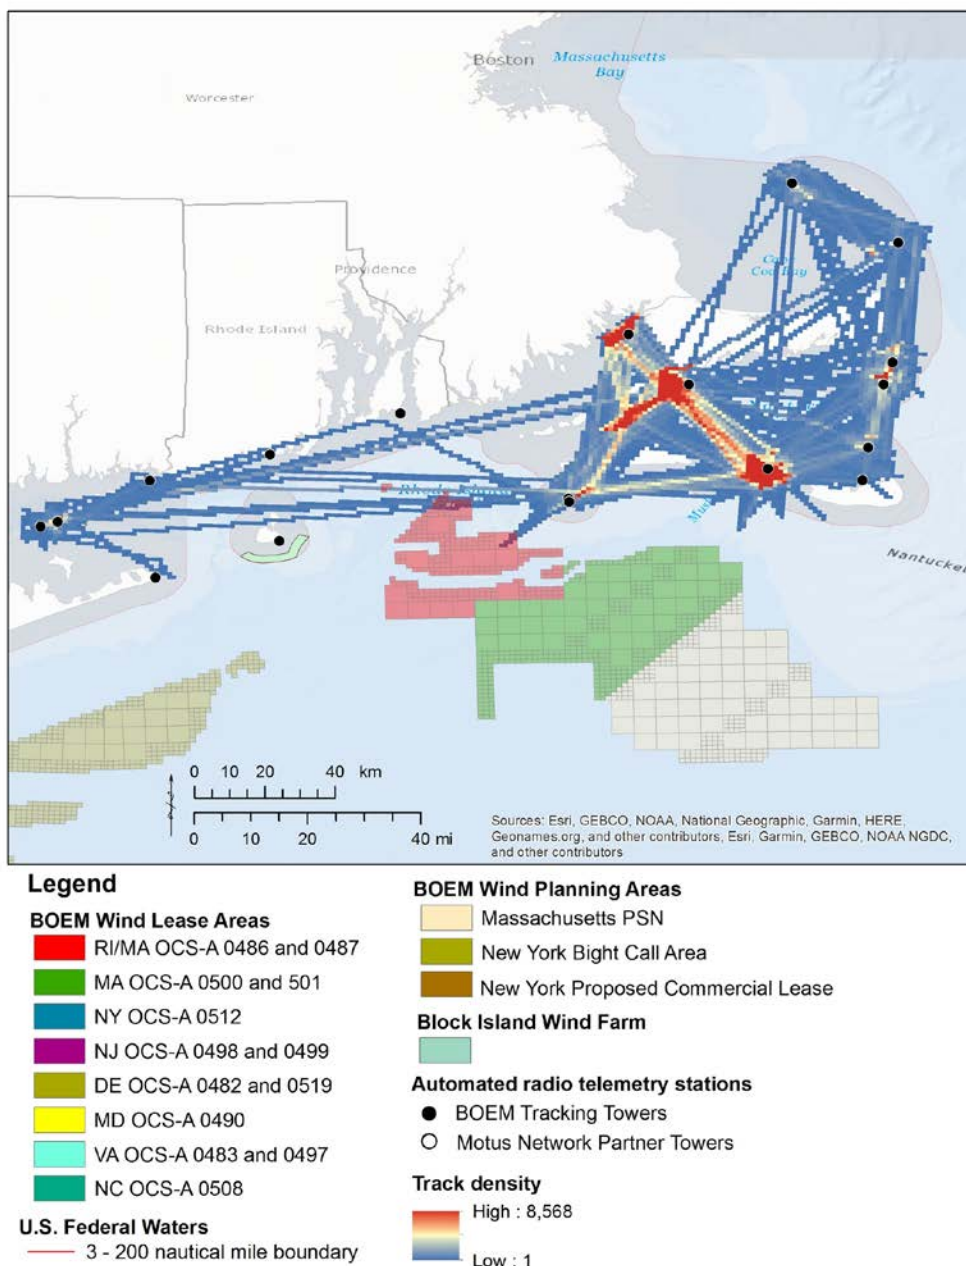 Boston
Massachusetts
Bay
Worcester
Cape
Cod Bay
Providence
Rhode Island
Rhode Island
Nantucket
0 10 20 40 km
0 10 20 40 mi
Sources: Esri, GEBCO, NOAA, National Geographic, Garmin, HERE,
Geonames.org, and other contributors, Esri, Garmin, GEBCO, NOAA NGDC,
and other contributors
Legend
BOEM Wind Lease Areas
RI/MA OCS-A 0486 and 0487
MA OCS-A 0500 and 501
NY OCS-A 0512
NJ OCS-A 0498 and 0499
DE OCS-A 0482 and 0519
MD OCS-A 0490
VA OCS-A 0483 and 0497
NC OCS-A 0508
U.S. Federal Waters
3 - 200 nautical mile boundary
BOEM Wind Planning Areas
Massachusetts PSN
New York Bight Call Area
New York Proposed Commercial Lease
Block Island Wind Farm
Automated radio telemetry stations
BOEM Tracking Towers
Motus Network Partner Towers
Track density
High : 8,568
Low : 1